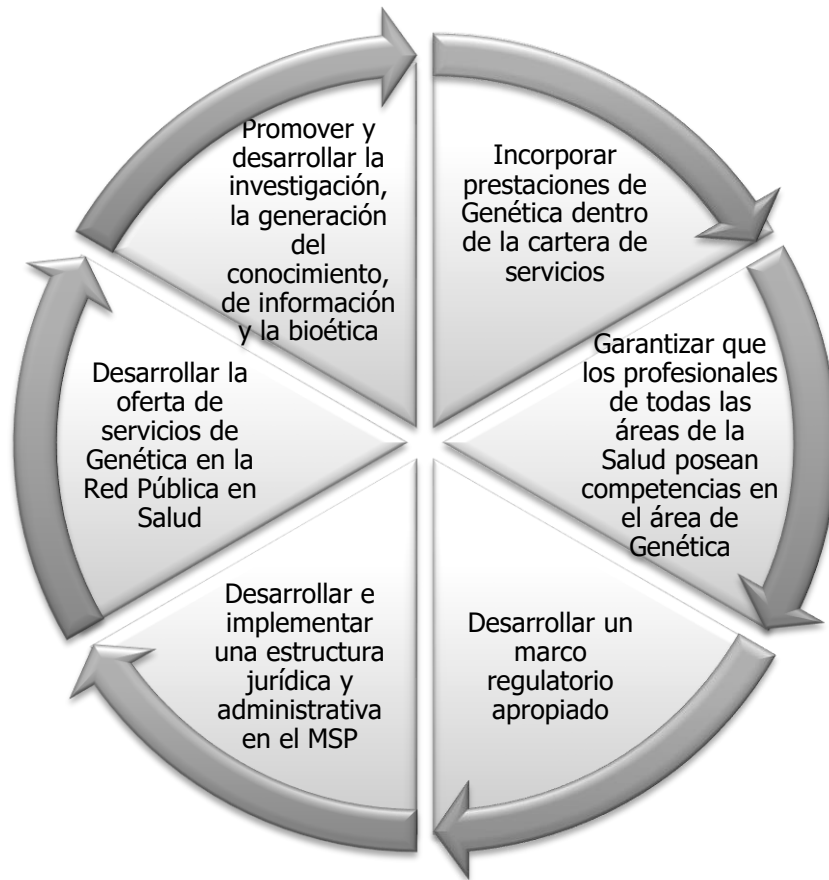 Promover y
desarrollar la
investigación,
la generación
del
conocimiento,
de información
y la bioética
Incorporar
prestaciones de
Genética dentro
de la cartera de
servicios
Garantizar que
los profesionales
de todas las
áreas de la
Salud posean
competencias en
el área de
Genética
Desarrollar un
marco
regulatorio
apropiado
Desarrollar e
implementar
una estructura
jurídica y
administrativa
en el MSP
Desarrollar la
oferta de
servicios de
Genética en la
Red Pública en
Salud